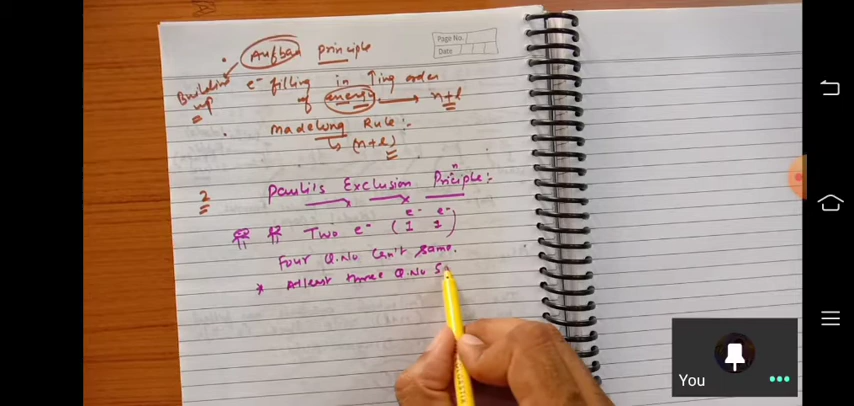 Page No.
Date
Aufbau principle
Building up
e⁻ filling in ↑ing order
of energy → n+l
madelung Rule:-
↳ (n+l)
2
Pauli's Exclusion Principle:-
e⁻ e⁻
Two e⁻ ( 1 1 )
Four Q.No Can't same.
* Atleast three Q.No S
You